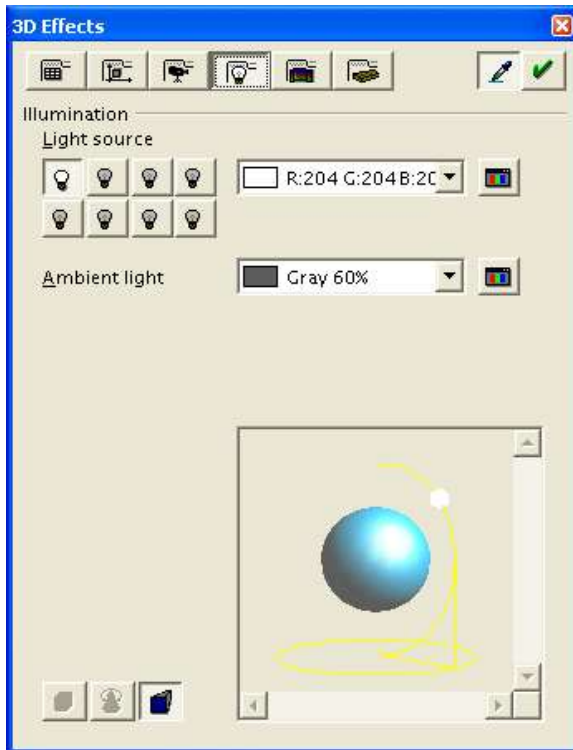 3D Effects
Illumination
Light source
R:204 G:204 B:20
Ambient light
Gray 60%